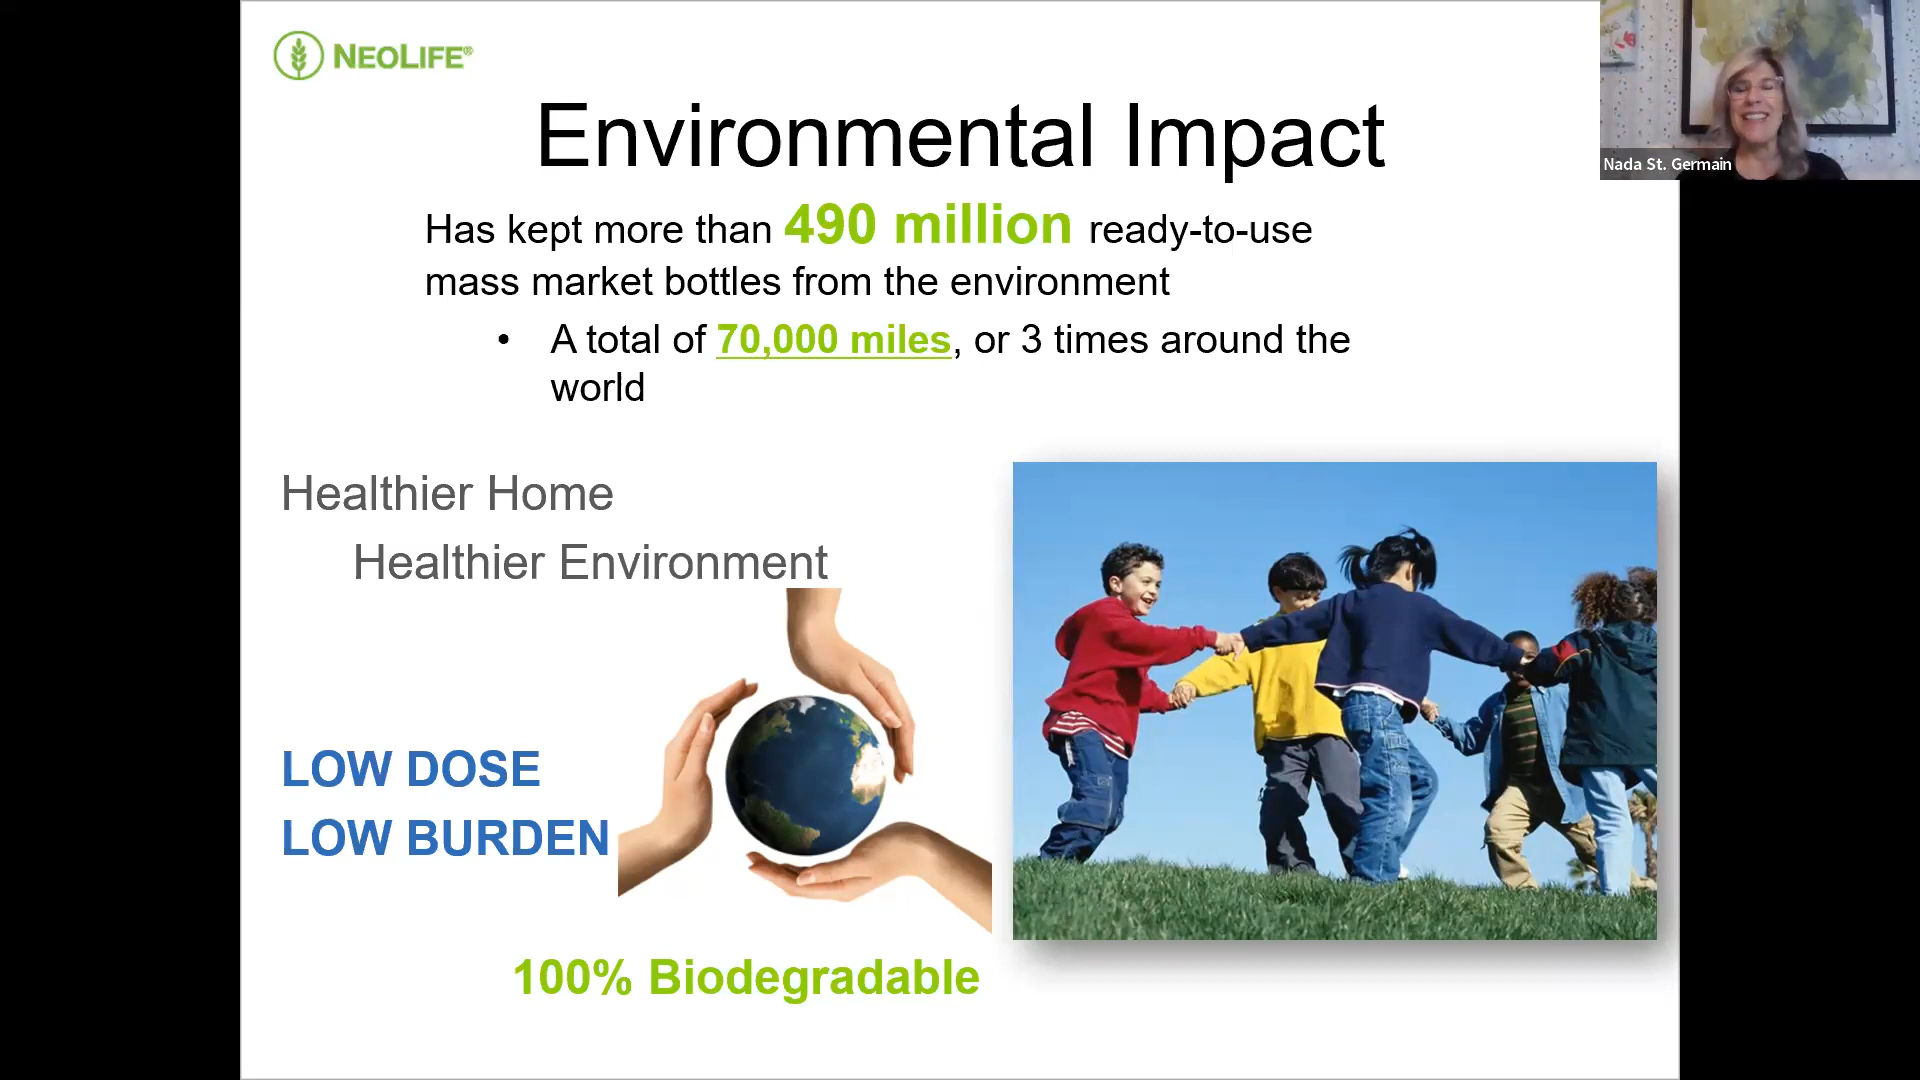 NEOLIFE®
Environmental Impact
Nada St. Germain
Has kept more than 490 million ready-to-use
mass market bottles from the environment
• A total of 70,000 miles, or 3 times around the
world
Healthier Home
Healthier Environment
LOW DOSE
LOW BURDEN
100% Biodegradable